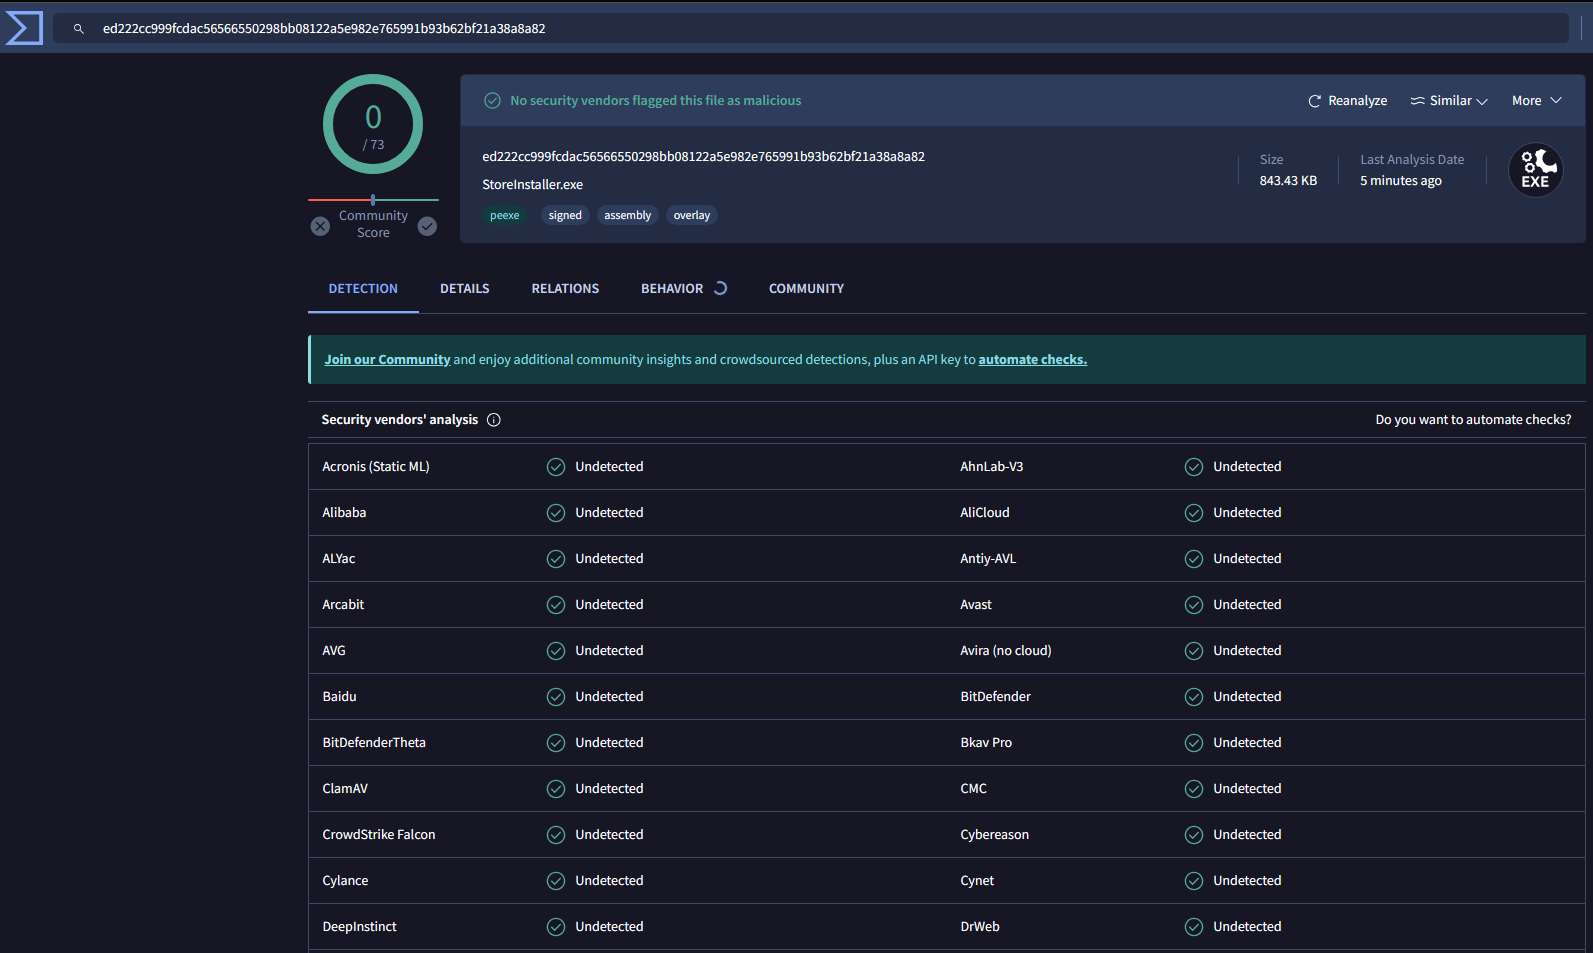 ed222cc999fcdac56566550298bb08122a5e982e765991b93b62bf21a38a8a82
0
/ 73
Community
Score
No security vendors flagged this file as malicious
Reanalyze
Similar
More
ed222cc999fcdac56566550298bb08122a5e982e765991b93b62bf21a38a8a82
StoreInstaller.exe
peexe signed assembly overlay
Size
843.43 KB
Last Analysis Date
5 minutes ago
EXE
DETECTION DETAILS RELATIONS BEHAVIOR COMMUNITY
Join our Community and enjoy additional community insights and crowdsourced detections, plus an API key to automate checks.
Security vendors' analysis
Do you want to automate checks?
Acronis (Static ML) Undetected AhnLab-V3 Undetected
Alibaba Undetected AliCloud Undetected
ALYac Undetected Antiy-AVL Undetected
Arcabit Undetected Avast Undetected
AVG Undetected Avira (no cloud) Undetected
Baidu Undetected BitDefender Undetected
BitDefenderTheta Undetected Bkav Pro Undetected
ClamAV Undetected CMC Undetected
CrowdStrike Falcon Undetected Cybereason Undetected
Cylance Undetected Cynet Undetected
DeepInstinct Undetected DrWeb Undetected